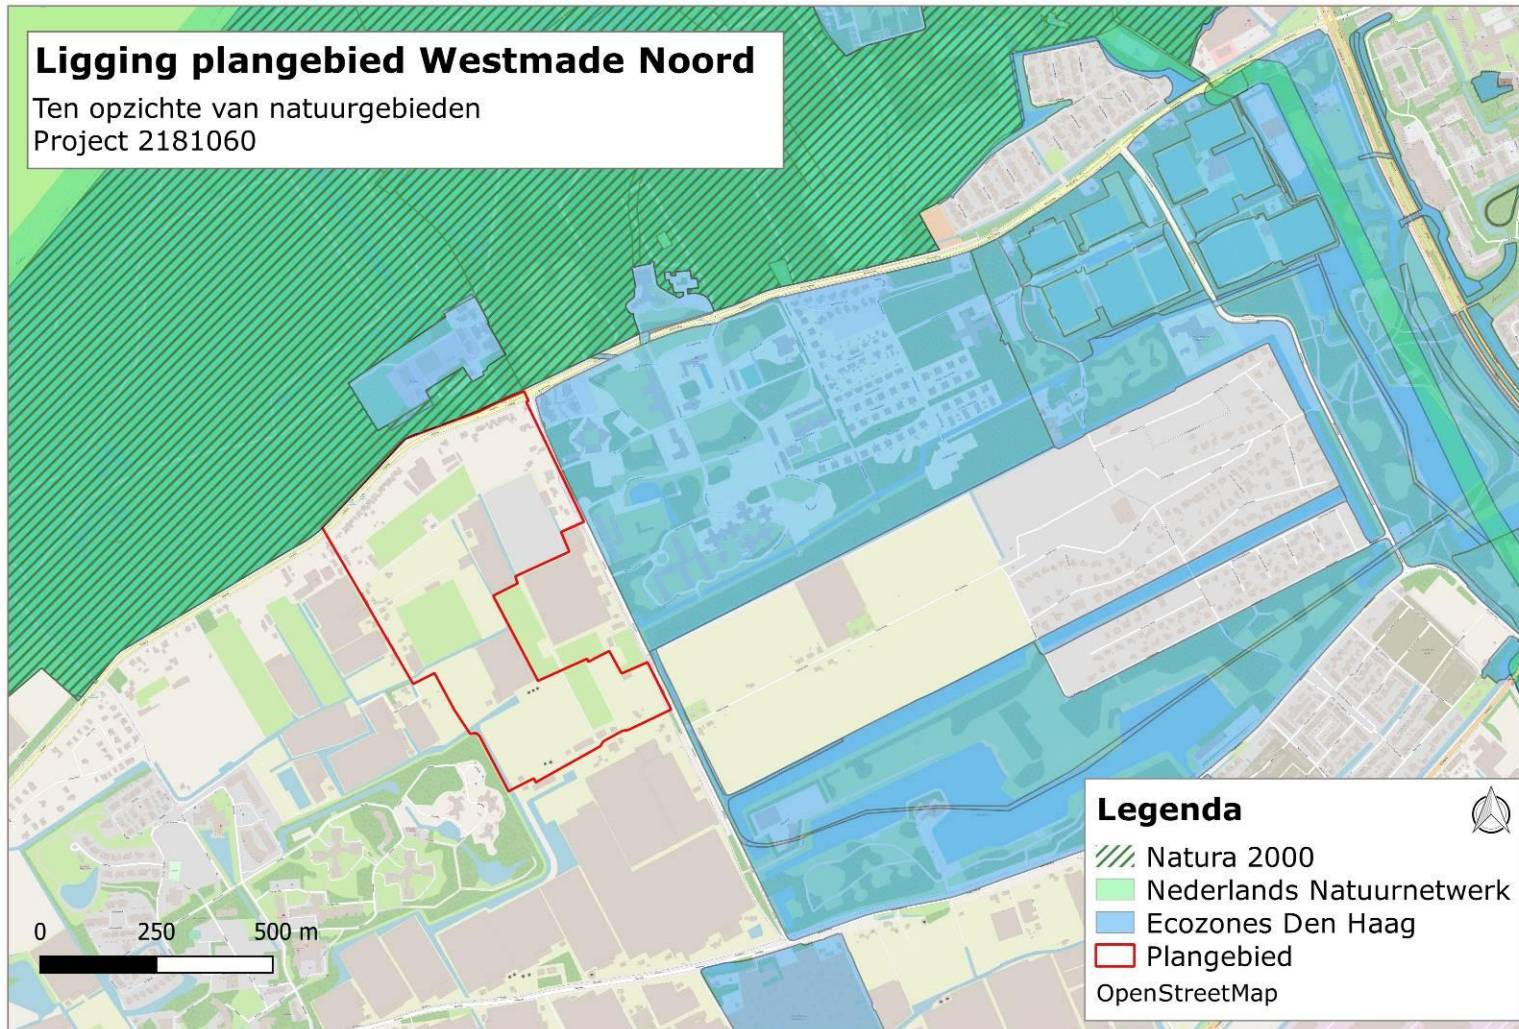 Ligging plangebied Westmade Noord
Ten opzichte van natuurgebieden
Project 2181060
0 250 500 m
Legenda
Natura 2000
Nederlands Natuurnetwerk
Ecozones Den Haag
Plangebied
OpenStreetMap